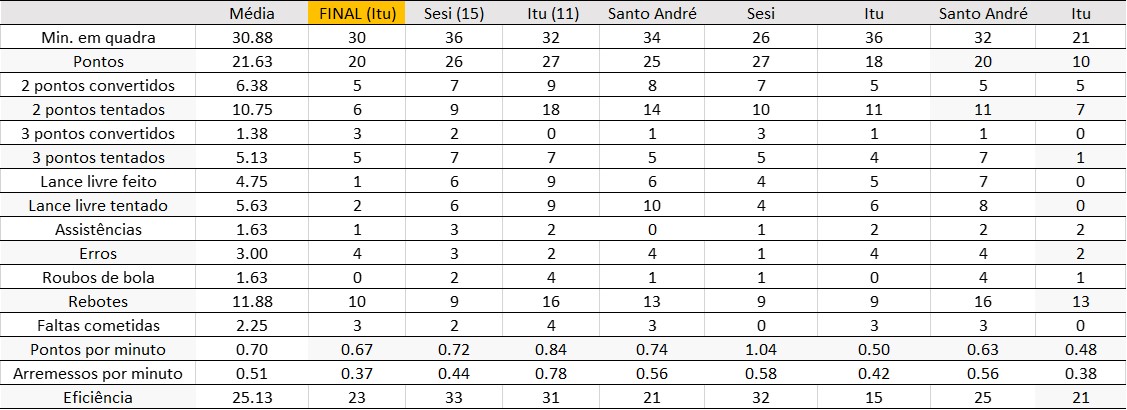 Média FINAL (Itu) Sesi (15) Itu (11) Santo André Sesi Itu Santo André Itu
Min. em quadra 30.88 30 36 32 34 26 36 32 21
Pontos 21.63 20 26 27 25 27 18 20 10
2 pontos convertidos 6.38 5 7 9 8 7 5 5 5
2 pontos tentados 10.75 6 9 18 14 10 11 11 7
3 pontos convertidos 1.38 3 2 0 1 3 1 1 0
3 pontos tentados 5.13 5 7 7 5 5 4 7 1
Lance livre feito 4.75 1 6 9 6 4 5 7 0
Lance livre tentado 5.63 2 6 9 10 4 6 8 0
Assistências 1.63 1 3 2 0 1 2 2 2
Erros 3.00 4 3 2 4 1 4 4 2
Roubos de bola 1.63 0 2 4 1 1 0 4 1
Rebotes 11.88 10 9 16 13 9 9 16 13
Faltas cometidas 2.25 3 2 4 3 0 3 3 0
Pontos por minuto 0.70 0.67 0.72 0.84 0.74 1.04 0.50 0.63 0.48
Arremessos por minuto 0.51 0.37 0.44 0.78 0.56 0.58 0.42 0.56 0.38
Eficiência 25.13 23 33 31 21 32 15 25 21